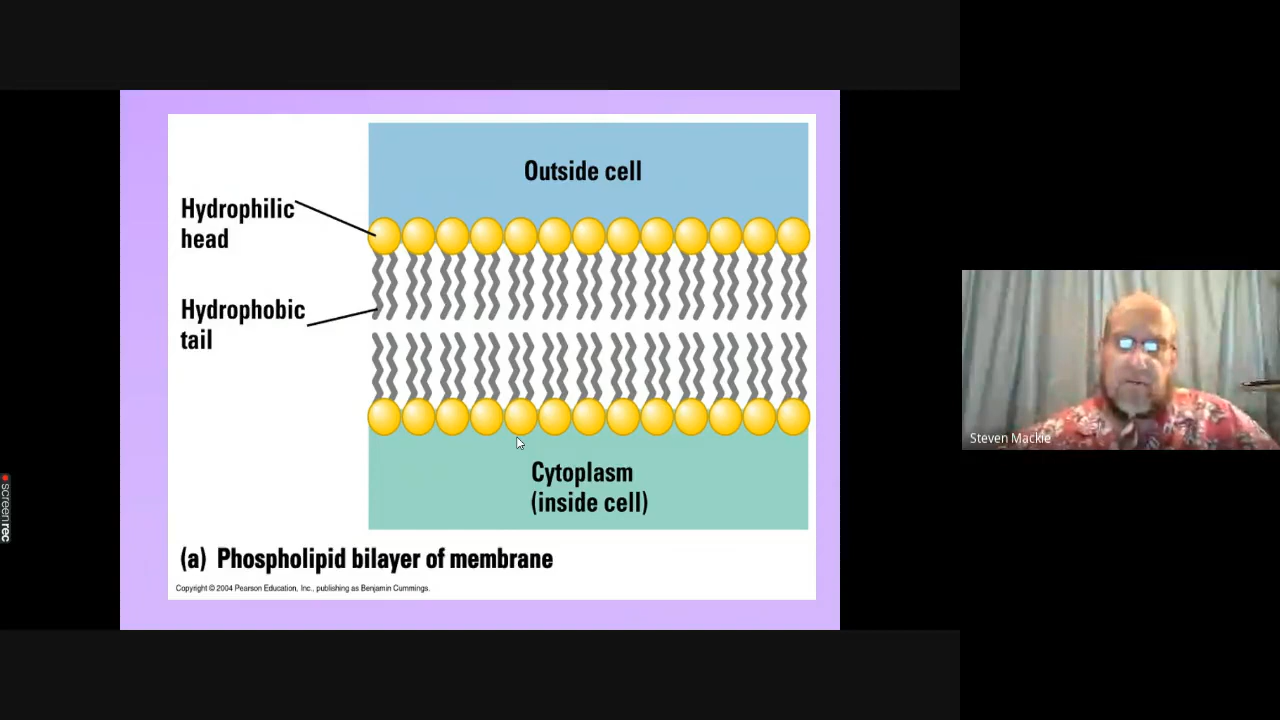 Outside cell
Hydrophilic
head
Hydrophobic
tail
Cytoplasm
(inside cell)
(a) Phospholipid bilayer of membrane
Copyright © 2004 Pearson Education, Inc., publishing as Benjamin Cummings.
Steven Mackie
screenrec